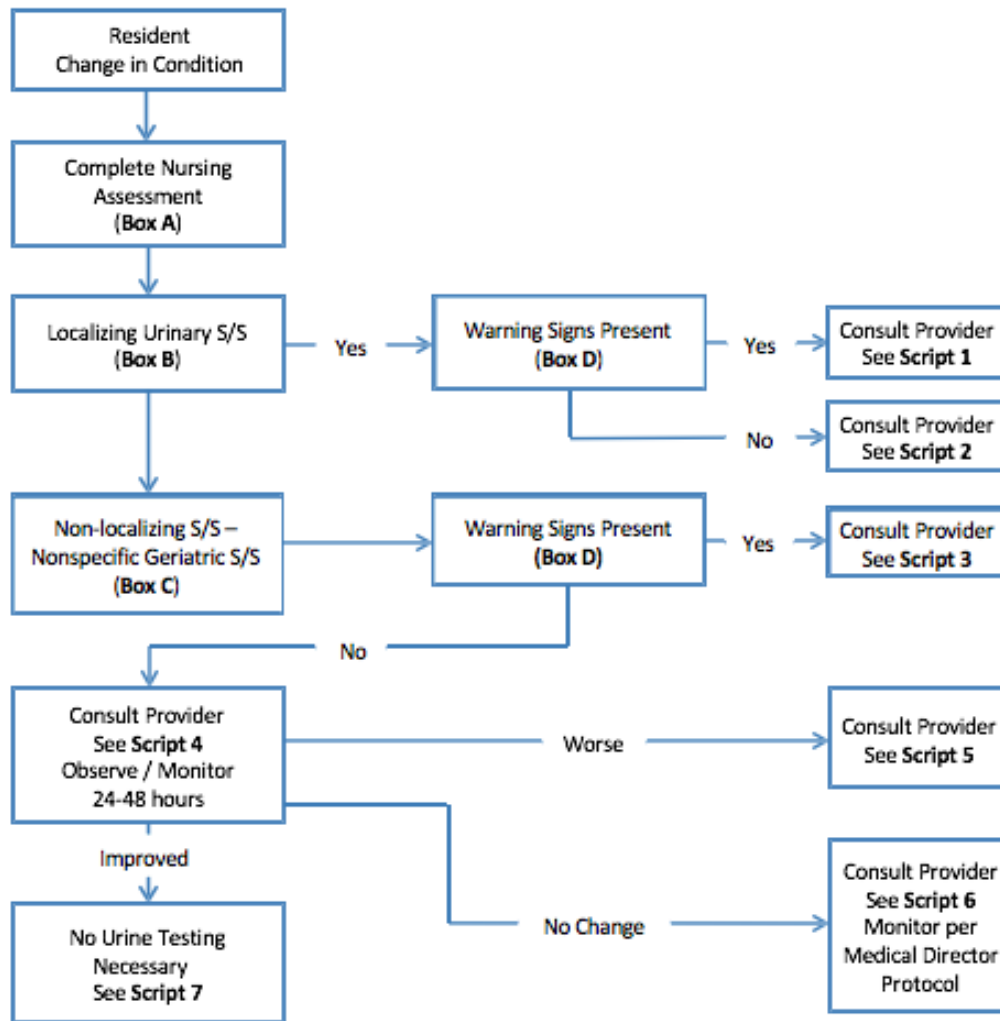 Resident
Change in Condition
Complete Nursing
Assessment
(Box A)
Localizing Urinary S/S
(Box B)
Yes
Warning Signs Present
(Box D)
Yes
Consult Provider
See Script 1
No
Consult Provider
See Script 2
Non-localizing S/S –
Nonspecific Geriatric S/S
(Box C)
Warning Signs Present
(Box D)
Yes
Consult Provider
See Script 3
No
Consult Provider
See Script 4
Observe / Monitor
24-48 hours
Worse
Consult Provider
See Script 5
Improved
No Change
Consult Provider
See Script 6
Monitor per
Medical Director
Protocol
No Urine Testing
Necessary
See Script 7